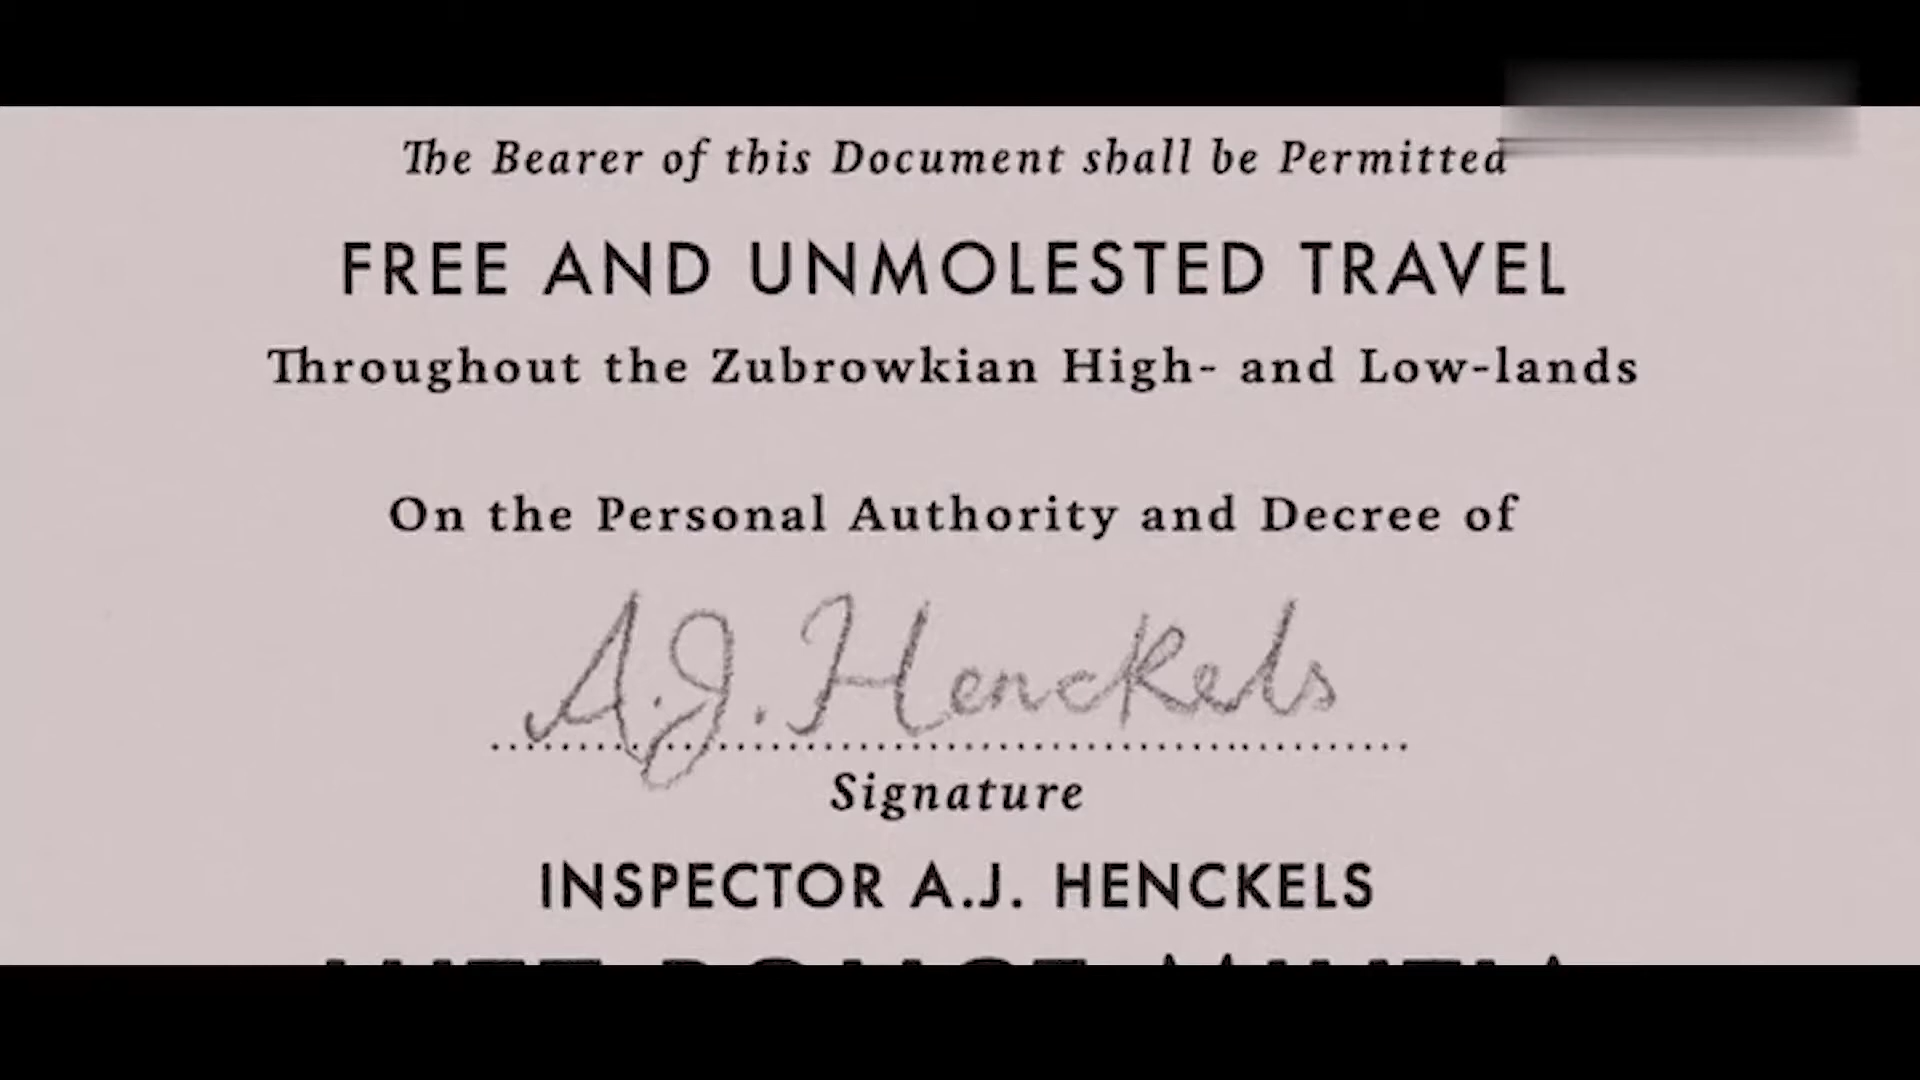 The Bearer of this Document shall be Permitted
FREE AND UNMOLESTED TRAVEL
Throughout the Zubrowkian High- and Low-lands
On the Personal Authority and Decree of
A.J. Henckels
Signature
INSPECTOR A.J. HENCKELS